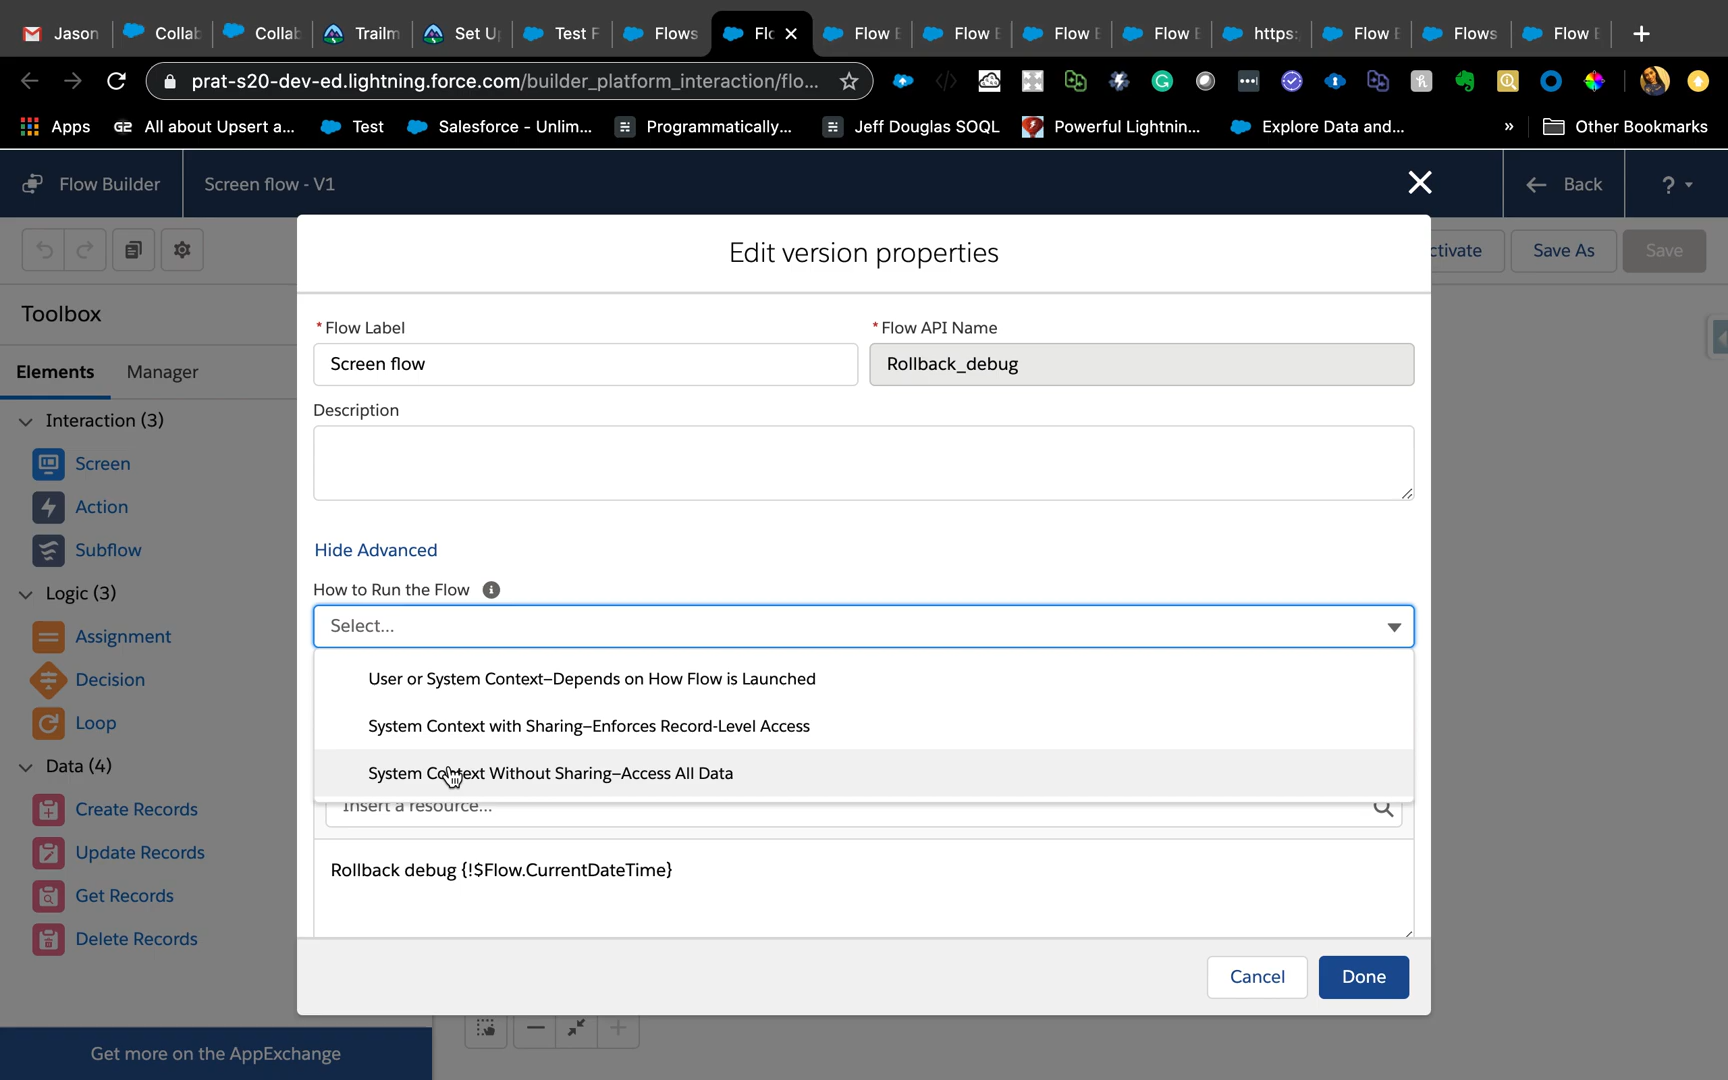 Jason
Collab
Collab
Trailm
Set U
Test F
Flows
Flo
Flow B
Flow B
Flow B
Flow B
https:
Flow B
Flows
Flow B
prat-s20-dev-ed.lightning.force.com/builder_platform_interaction/flo...
Apps
G2 All about Upsert a...
Test
Salesforce - Unlim...
Programmatically...
Jeff Douglas SOQL
Powerful Lightnin...
Explore Data and...
»
Other Bookmarks
Flow Builder
Screen flow - V1
Back
?
Edit version properties
ctivate
Save As
Save
Toolbox
Elements
Manager
Interaction (3)
Screen
Action
Subflow
Logic (3)
Assignment
Decision
Loop
Data (4)
Create Records
Update Records
Get Records
Delete Records
Get more on the AppExchange
* Flow Label
Screen flow
* Flow API Name
Rollback_debug
Description
Hide Advanced
How to Run the Flow
Select...
User or System Context–Depends on How Flow is Launched
System Context with Sharing–Enforces Record-Level Access
System Context Without Sharing–Access All Data
Insert a resource...
Rollback debug {!$Flow.CurrentDateTime}
Cancel
Done